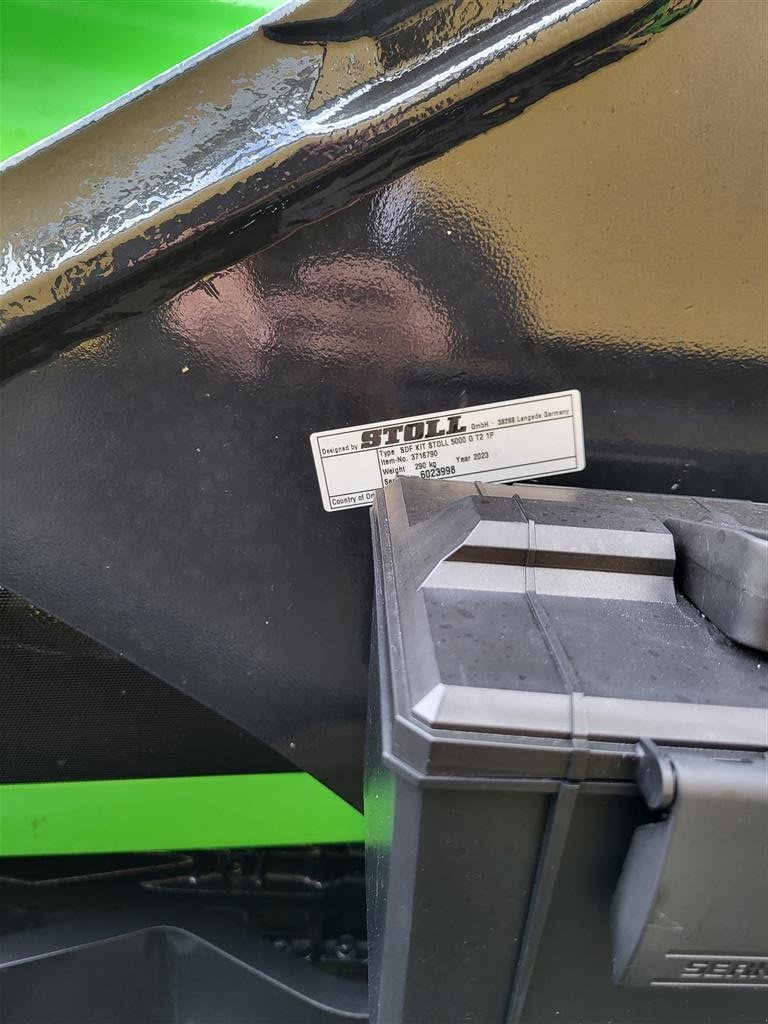 Designed by STOLL GmbH · 38268 Lengede Germany
Type SDF KIT STOLL 5000 G T2 1P
Item-No. 3716790
Weight 290 kg Year 2023
6023998
Country of